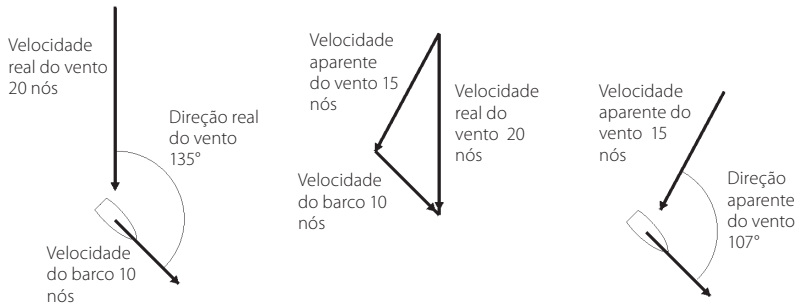 Velocidade
real do vento
20 nós
Direção real
do vento
135°
Velocidade
do barco 10
nós
Velocidade
aparente
do vento 15
nós
Velocidade
real do
vento 20
nós
Velocidade
do barco 10
nós
Velocidade
aparente do
vento 15
nós
Direção
aparente
do vento
107°